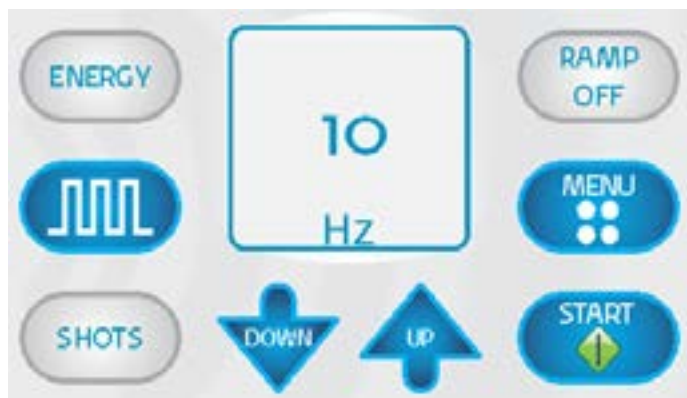 ENERGY
10
Hz
RAMP
OFF
MENU
SHOTS
DOWN
UP
START